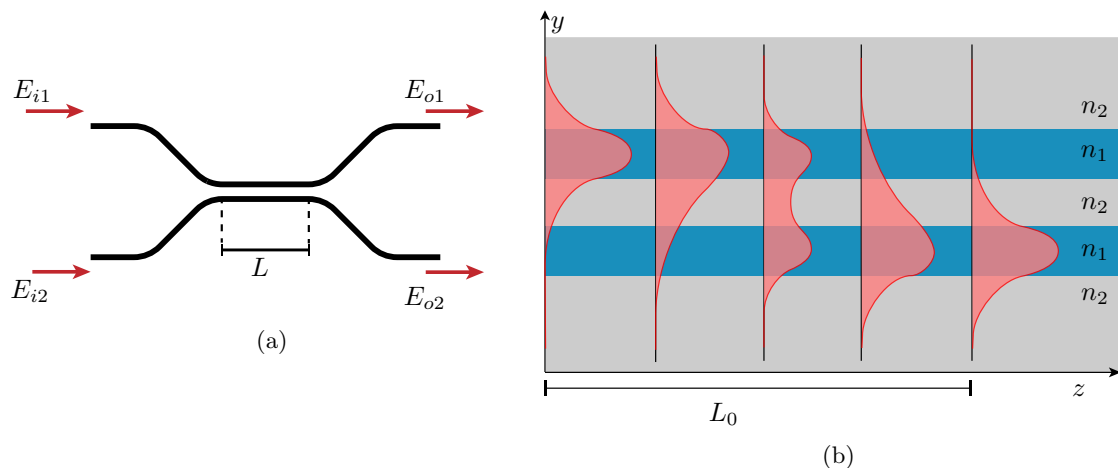 E_{i1}
E_{o1}
L
E_{i2}
E_{o2}
(a)
y
n_2
n_1
n_2
n_1
n_2
z
L_0
(b)